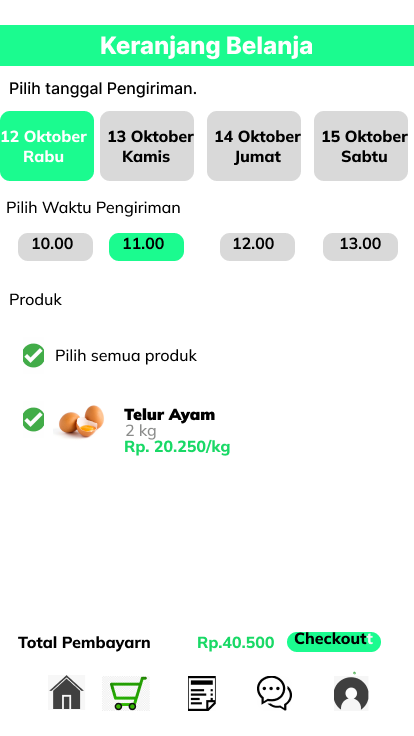 Keranjang Belanja
Pilih tanggal Pengiriman.
12 Oktober 13 Oktober 14 Oktober 15 Oktober
Rabu Kamis Jumat Sabtu
Pilih Waktu Pengiriman
10.00 11.00 12.00 13.00
Produk
Pilih semua produk
Telur Ayam
2 kg
Rp. 20.250/kg
Total Pembayarn Rp.40.500 Checkoutt